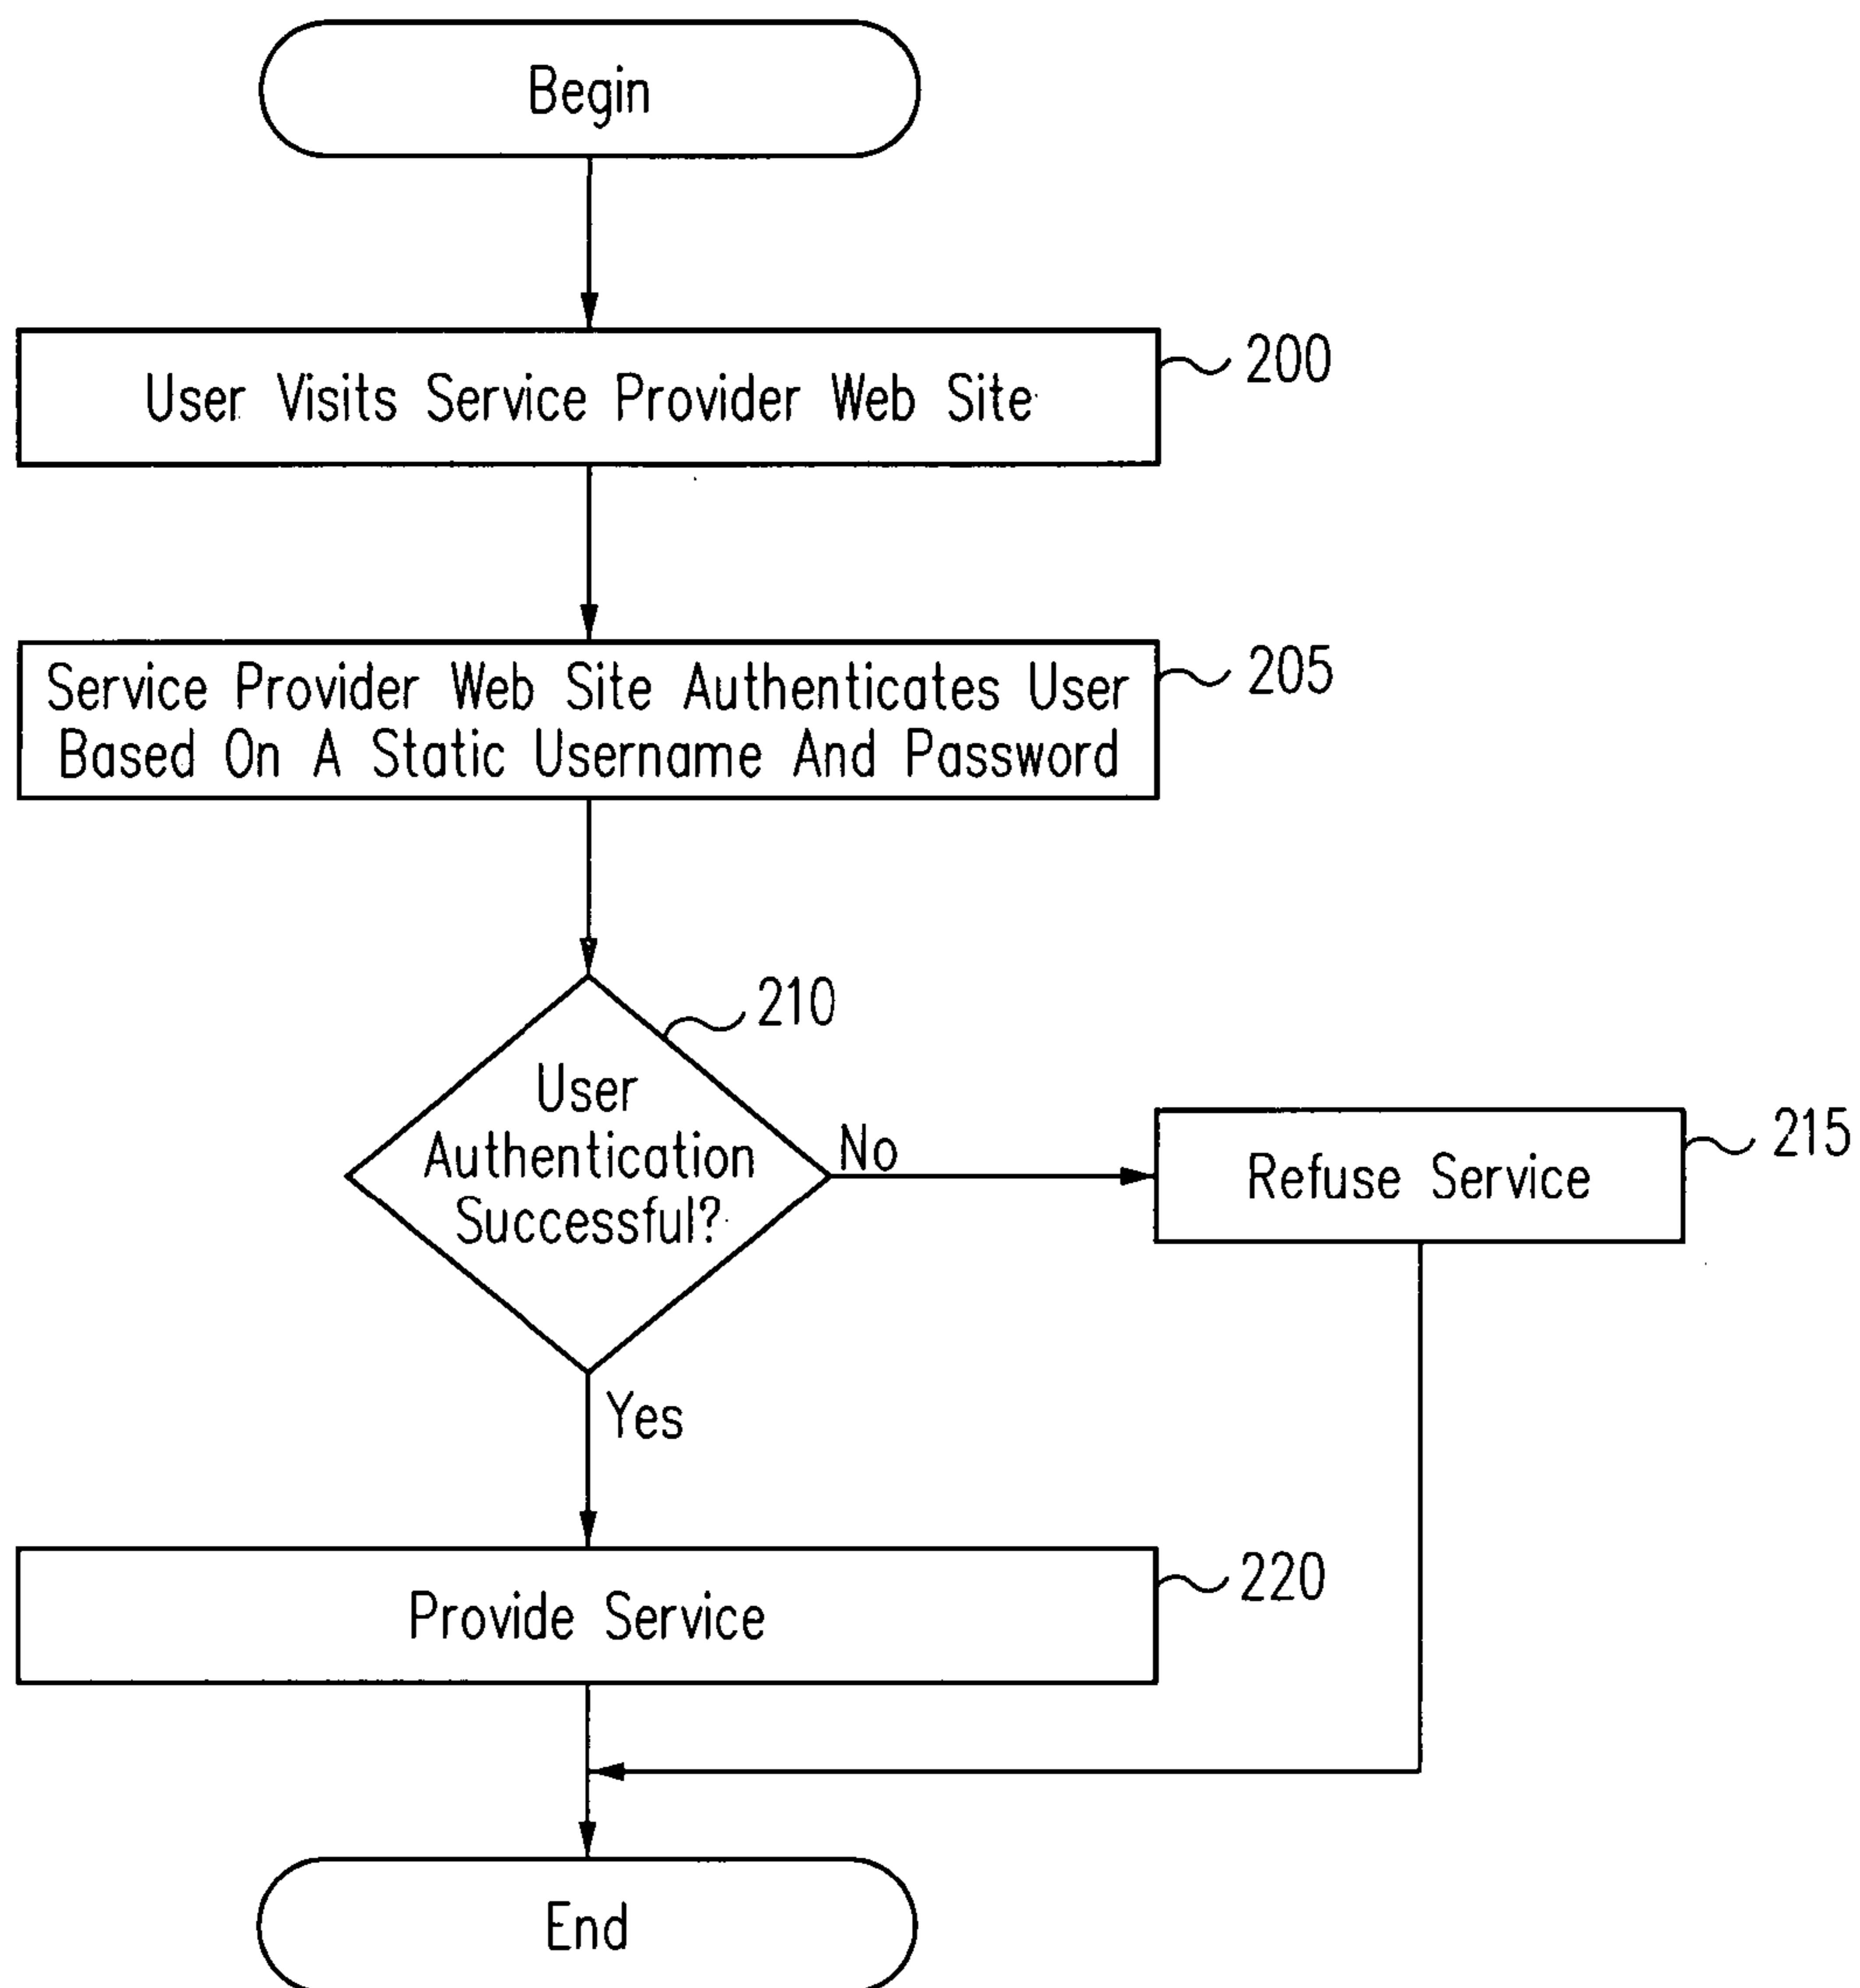 Begin
User Visits Service Provider Web Site
200
Service Provider Web Site Authenticates User
Based On A Static Username And Password
205
210
User
Authentication
Successful?
No
Refuse Service
215
Yes
Provide Service
220
End